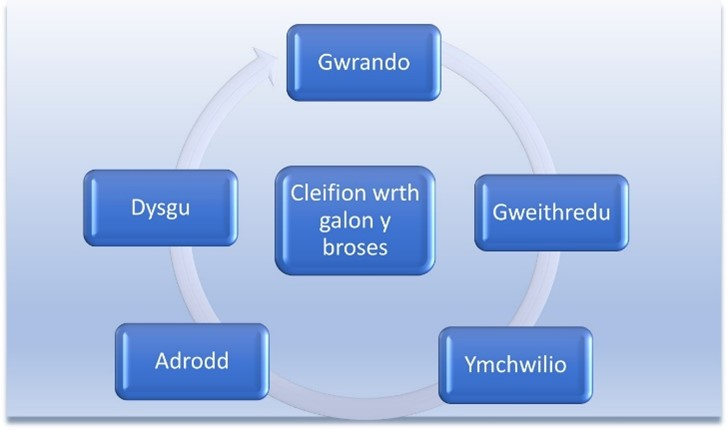 Gwrando
Gweithredu
Ymchwilio
Adrodd
Dysgu
Cleifion wrth
galon y
broses